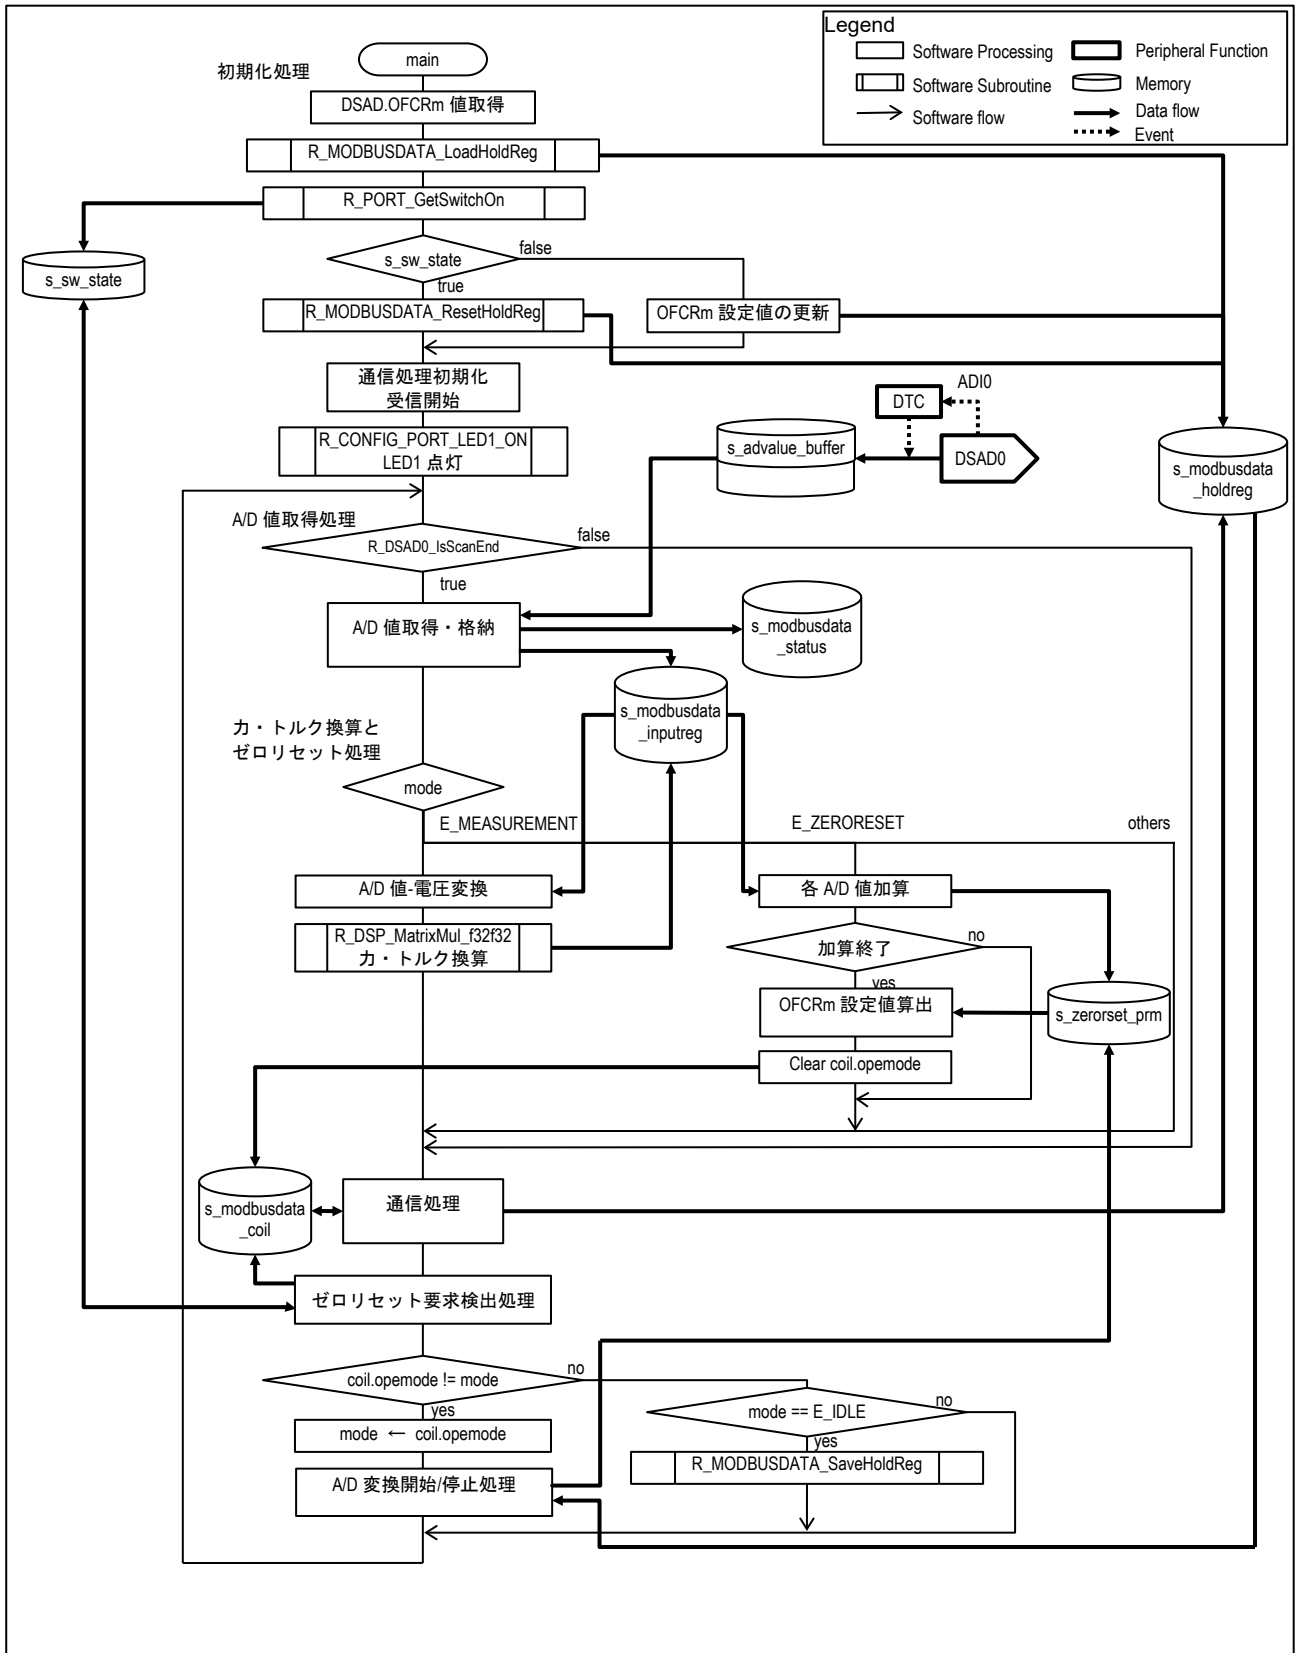 Legend
Software Processing
Peripheral Function
Software Subroutine
Memory
Software flow
Data flow
Event
main
初期化処理
DSAD.OFCRm 値取得
R_MODBUSDATA_LoadHoldReg
R_PORT_GetSwitchOn
s_sw_state
false
s_sw_state
true
R_MODBUSDATA_ResetHoldReg
OFCRm 設定値の更新
通信処理初期化
受信開始
ADI0
DTC
R_CONFIG_PORT_LED1_ON
LED1 点灯
s_advalue_buffer
DSAD0
s_modbusdata
_holdreg
A/D 値取得処理
R_DSAD0_IsScanEnd
false
true
A/D 値取得・格納
s_modbusdata
_status
s_modbusdata
_inputreg
力・トルク換算と
ゼロリセット処理
mode
E_MEASUREMENT
E_ZERORESET
others
A/D 値-電圧変換
各 A/D 値加算
R_DSP_MatrixMul_f32f32
力・トルク換算
加算終了
no
yes
OFCRm 設定値算出
s_zerorset_prm
Clear coil.opemode
s_modbusdata
_coil
通信処理
ゼロリセット要求検出処理
coil.opemode != mode
no
yes
mode == E_IDLE
no
yes
mode ← coil.opemode
R_MODBUSDATA_SaveHoldReg
A/D 変換開始/停止処理